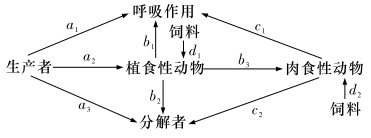 呼吸作用
a₁ 饲料 c₁
b₁ d₁
生产者 a₂ 植食性动物 b₃ 肉食性动物
a₃ b₂ c₂ d₂
分解者 饲料